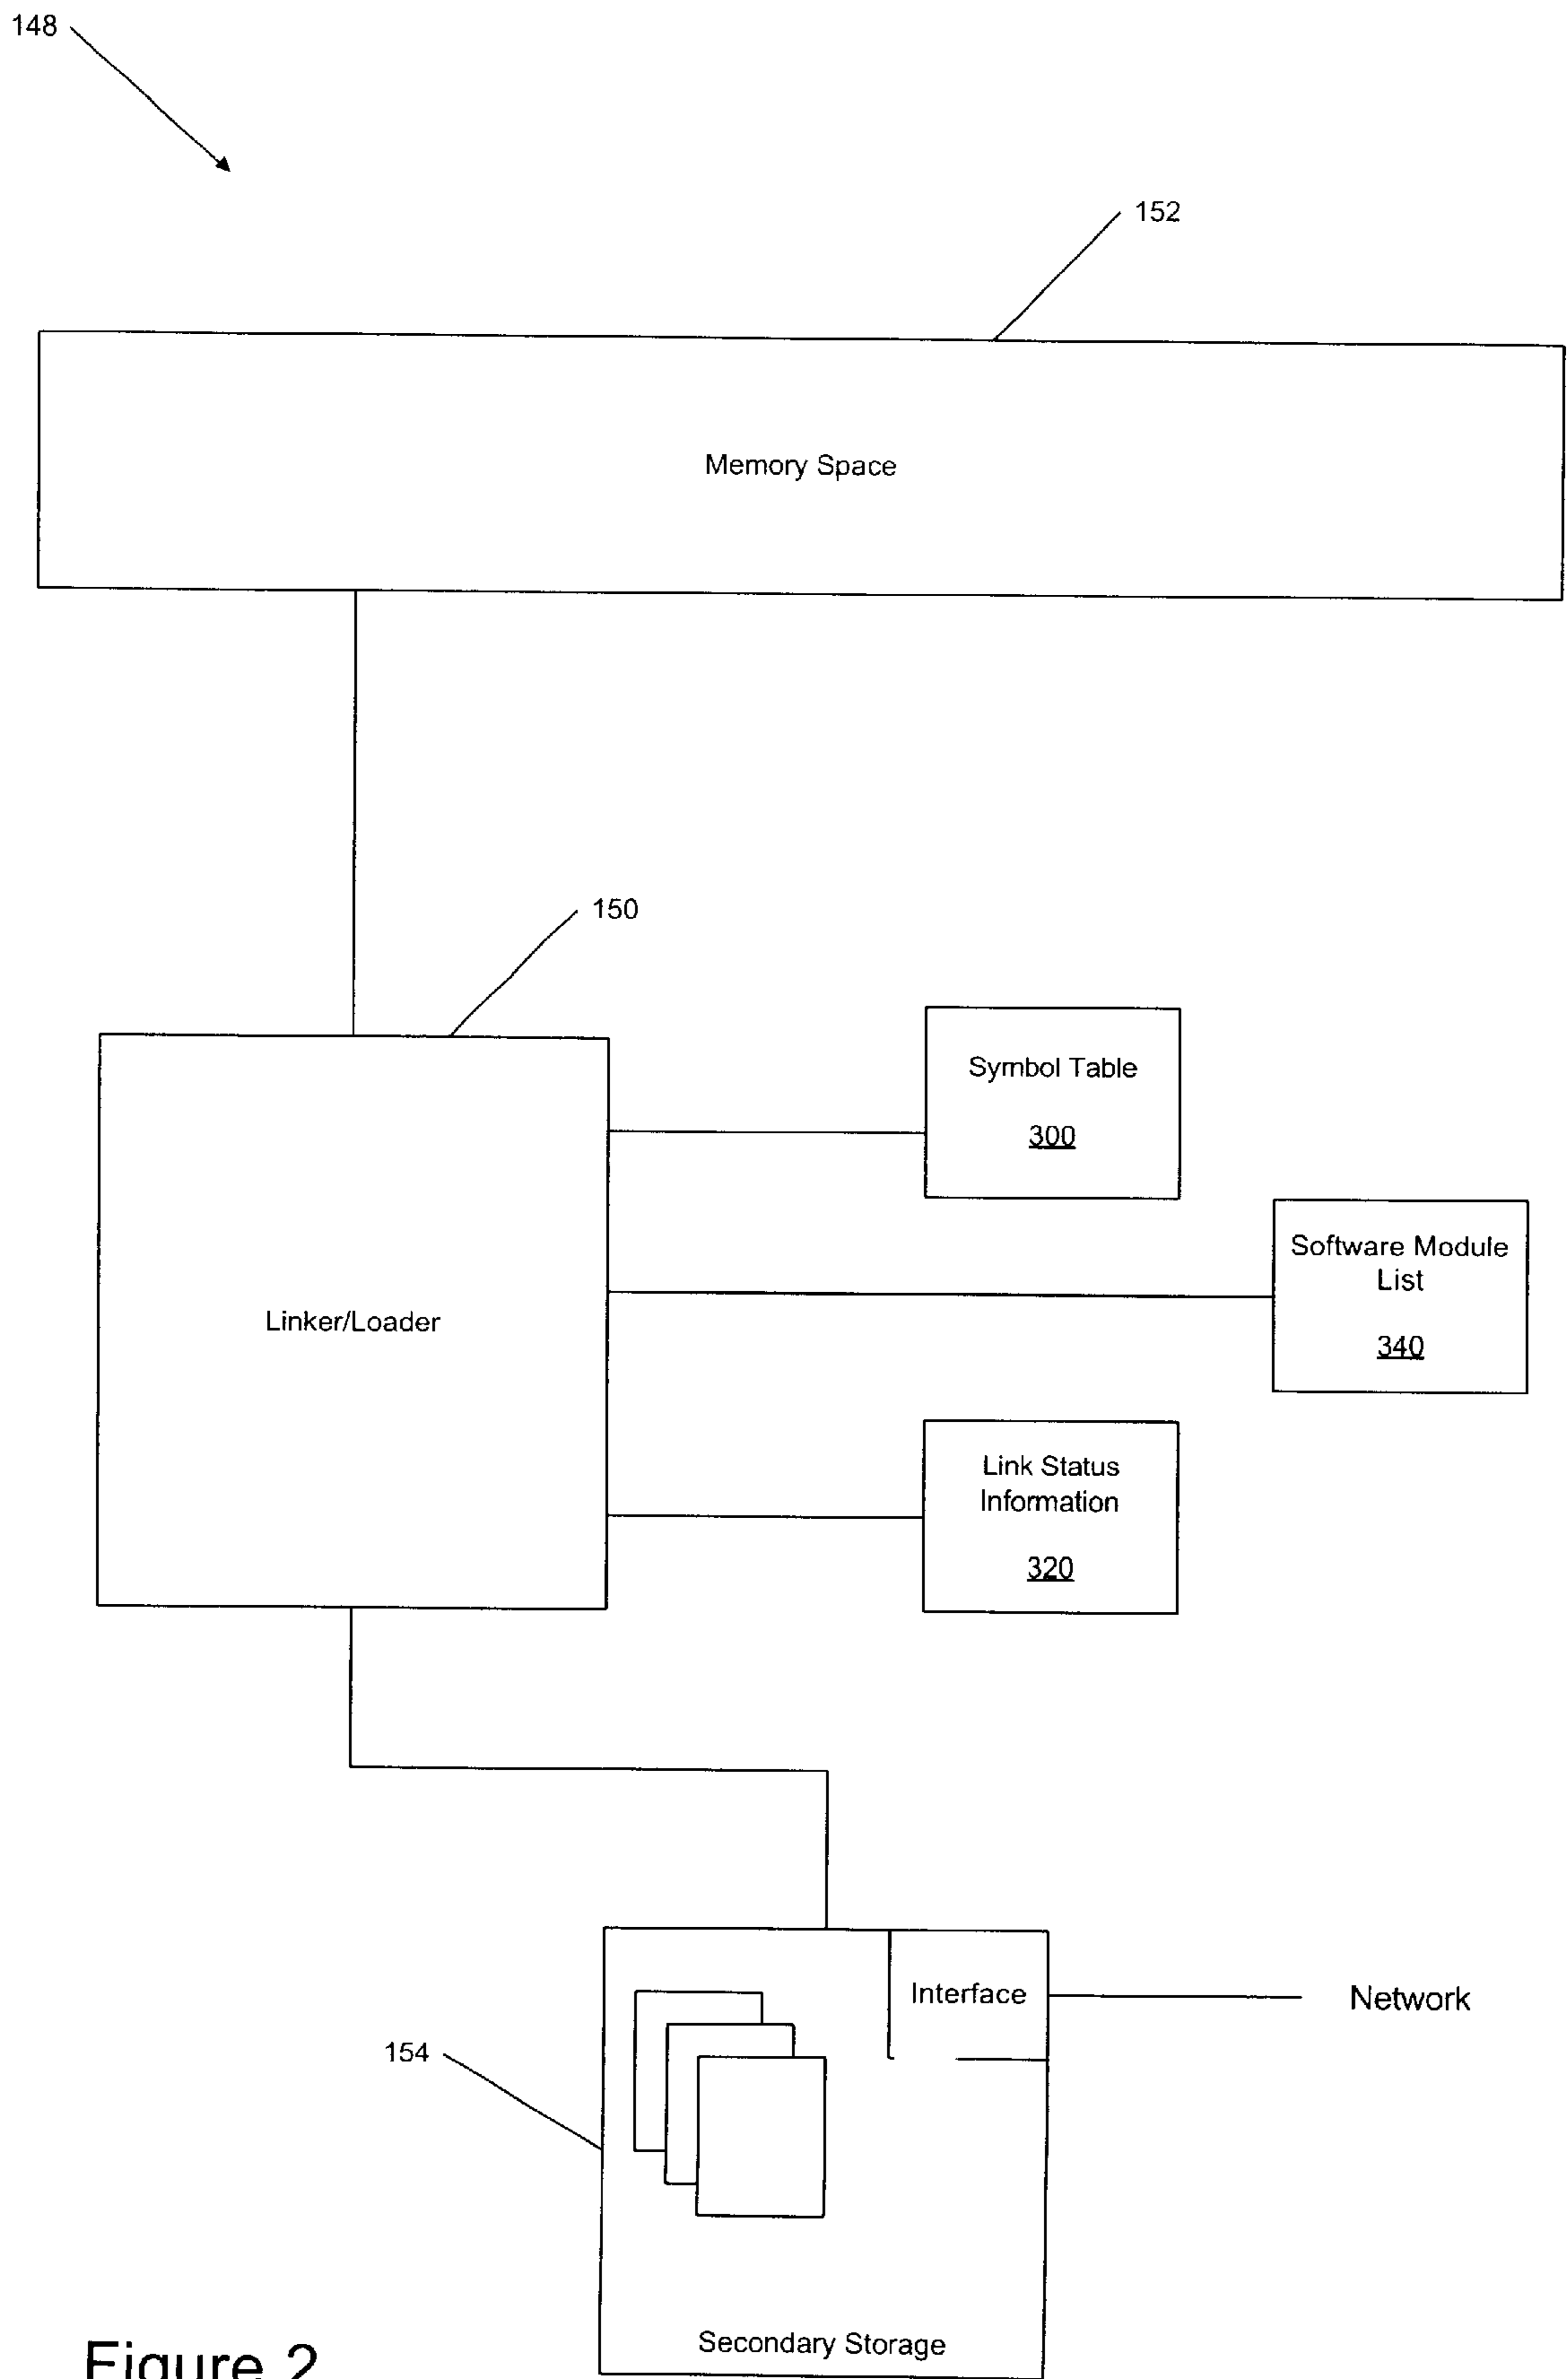 148
152
Memory Space
150
Symbol Table
300
Software Module
List
340
Linker/Loader
Link Status
Information
320
Interface
Network
154
Secondary Storage
Figure 2